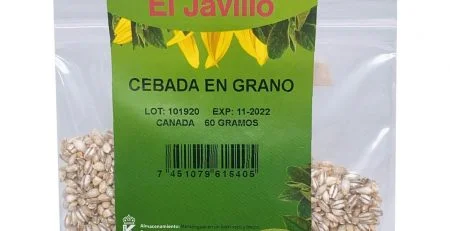 El Javillo
CEBADA EN GRANO
LOT: 101920 EXP: 11-2022
CANADA 60 GRAMOS
7 451079 615405
Almacenamiento: